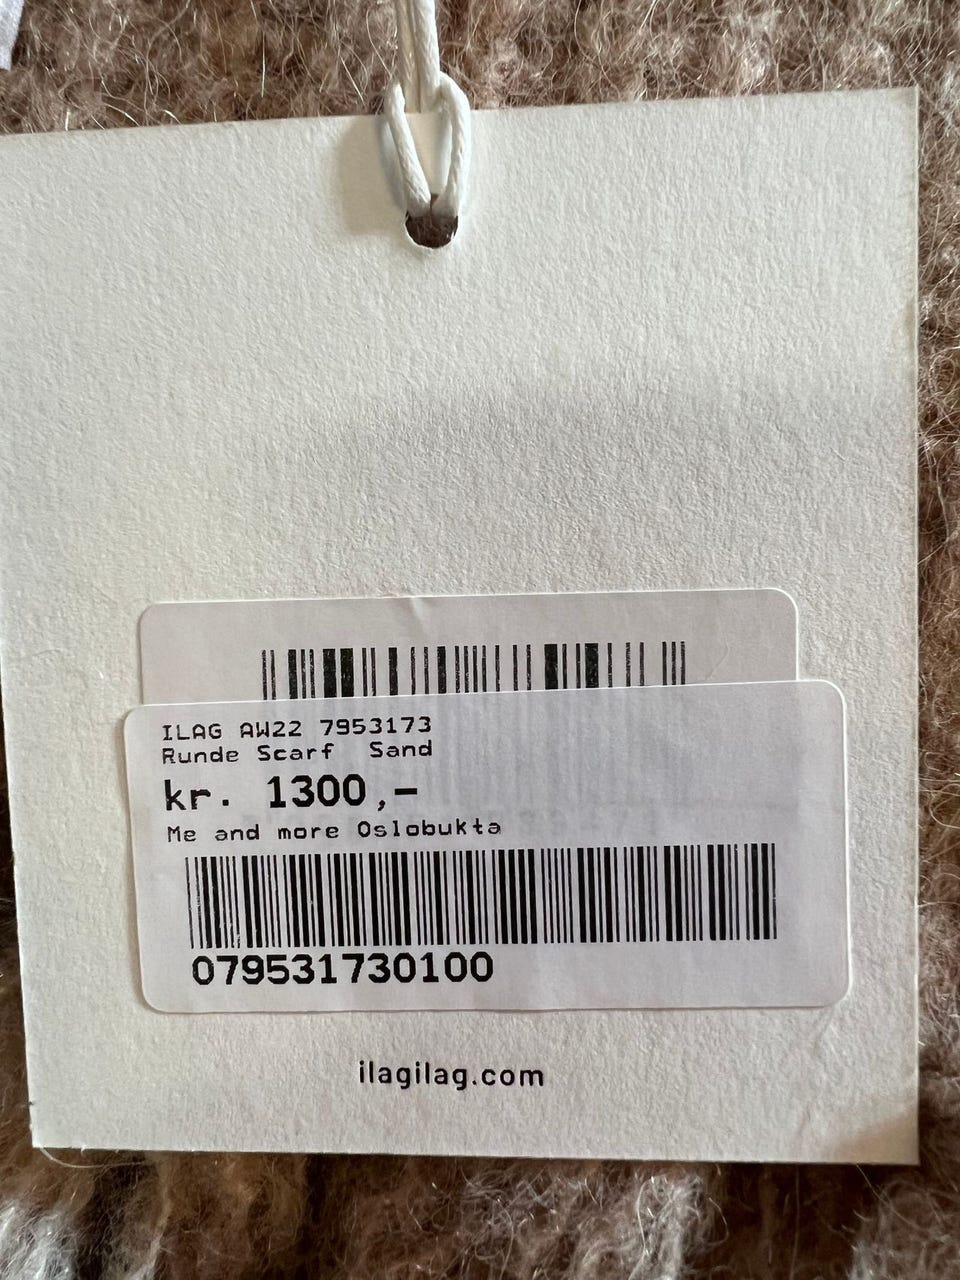 ILAG AW22 7953173
Runde Scarf Sand
kr. 1300,-
Me and more Oslobukta
079531730100
ilagilag.com